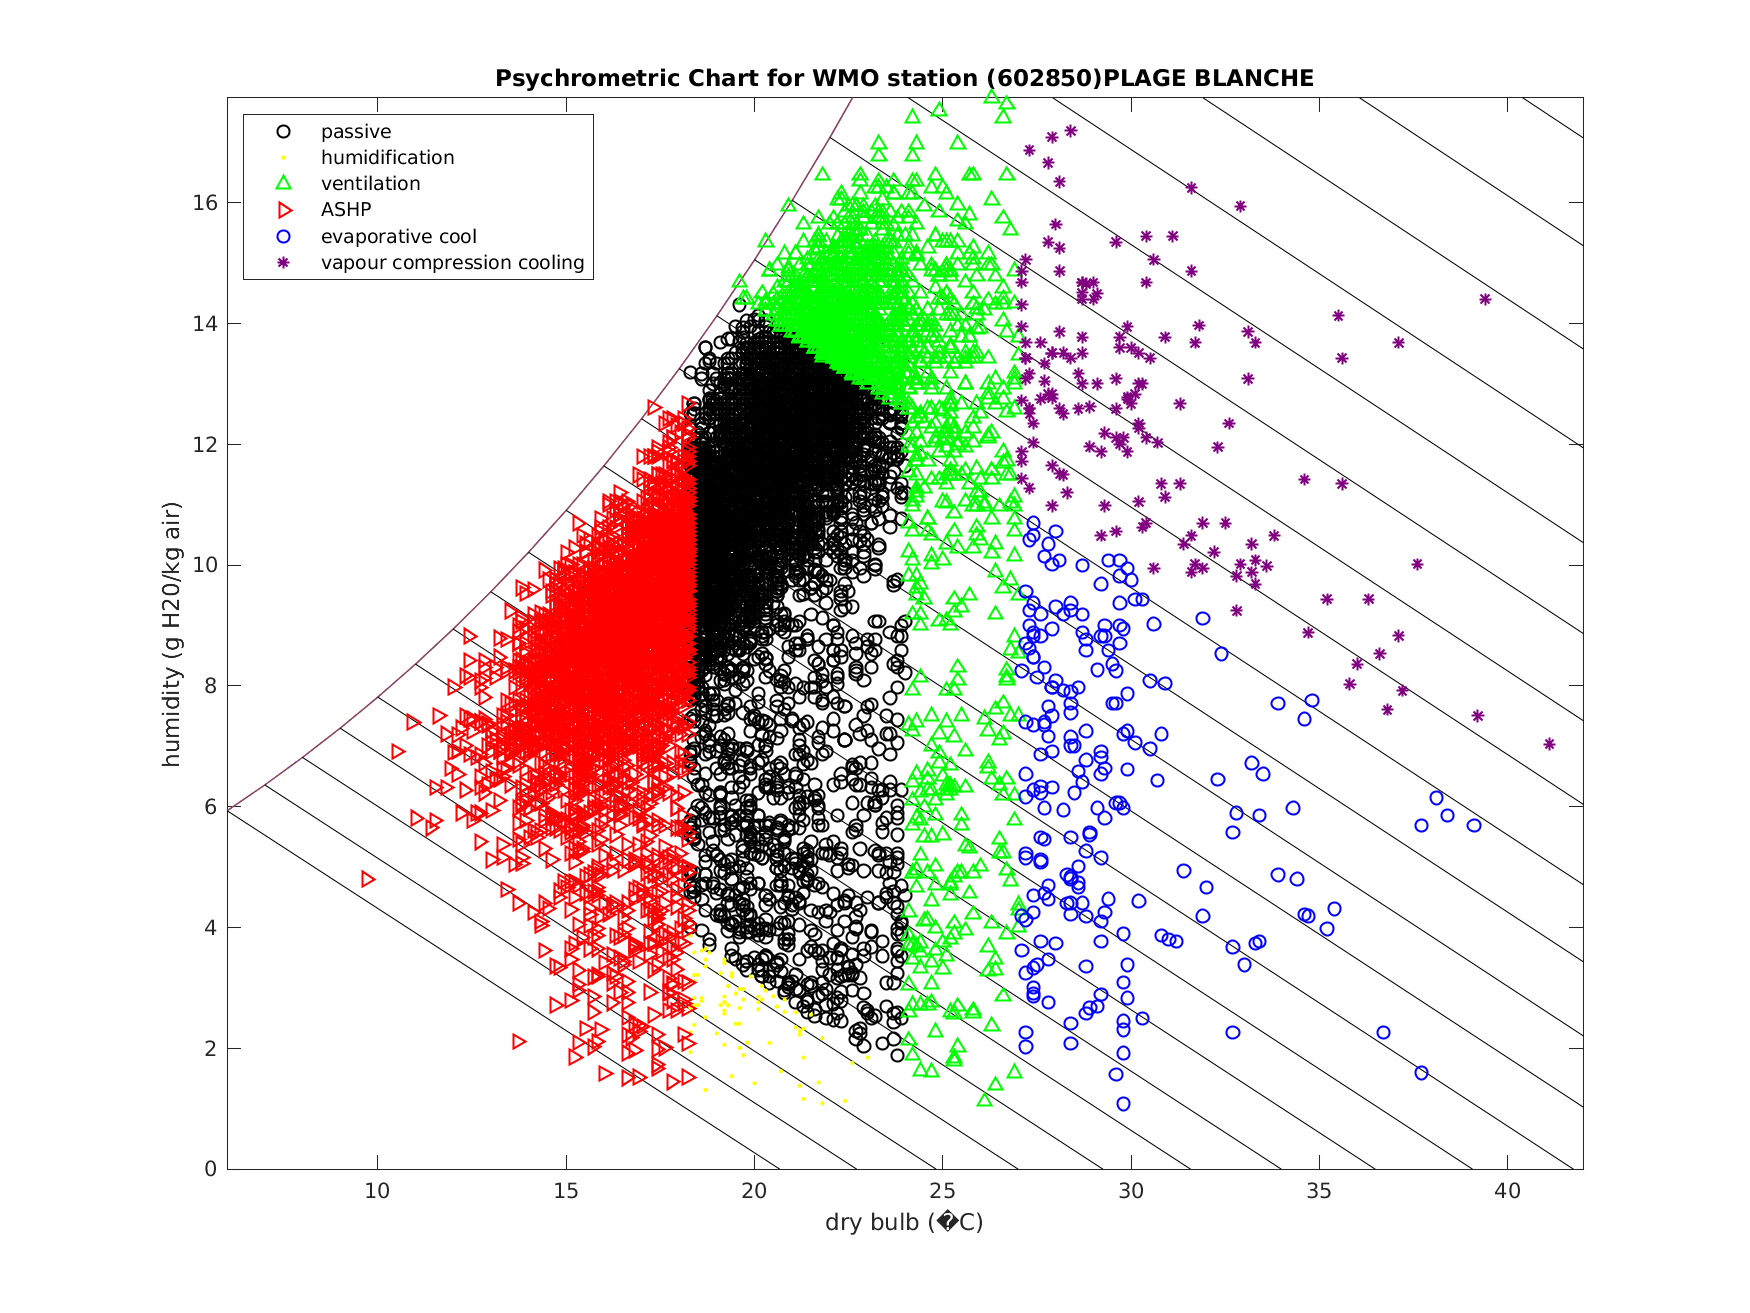 Psychrometric Chart for WMO station (602850)PLAGE BLANCHE
passive
humidification
ventilation
ASHP
evaporative cool
vapour compression cooling
humidity (g H20/kg air)
16
14
12
10
8
6
4
2
0
10 15 20 25 30 35 40
dry bulb (�C)